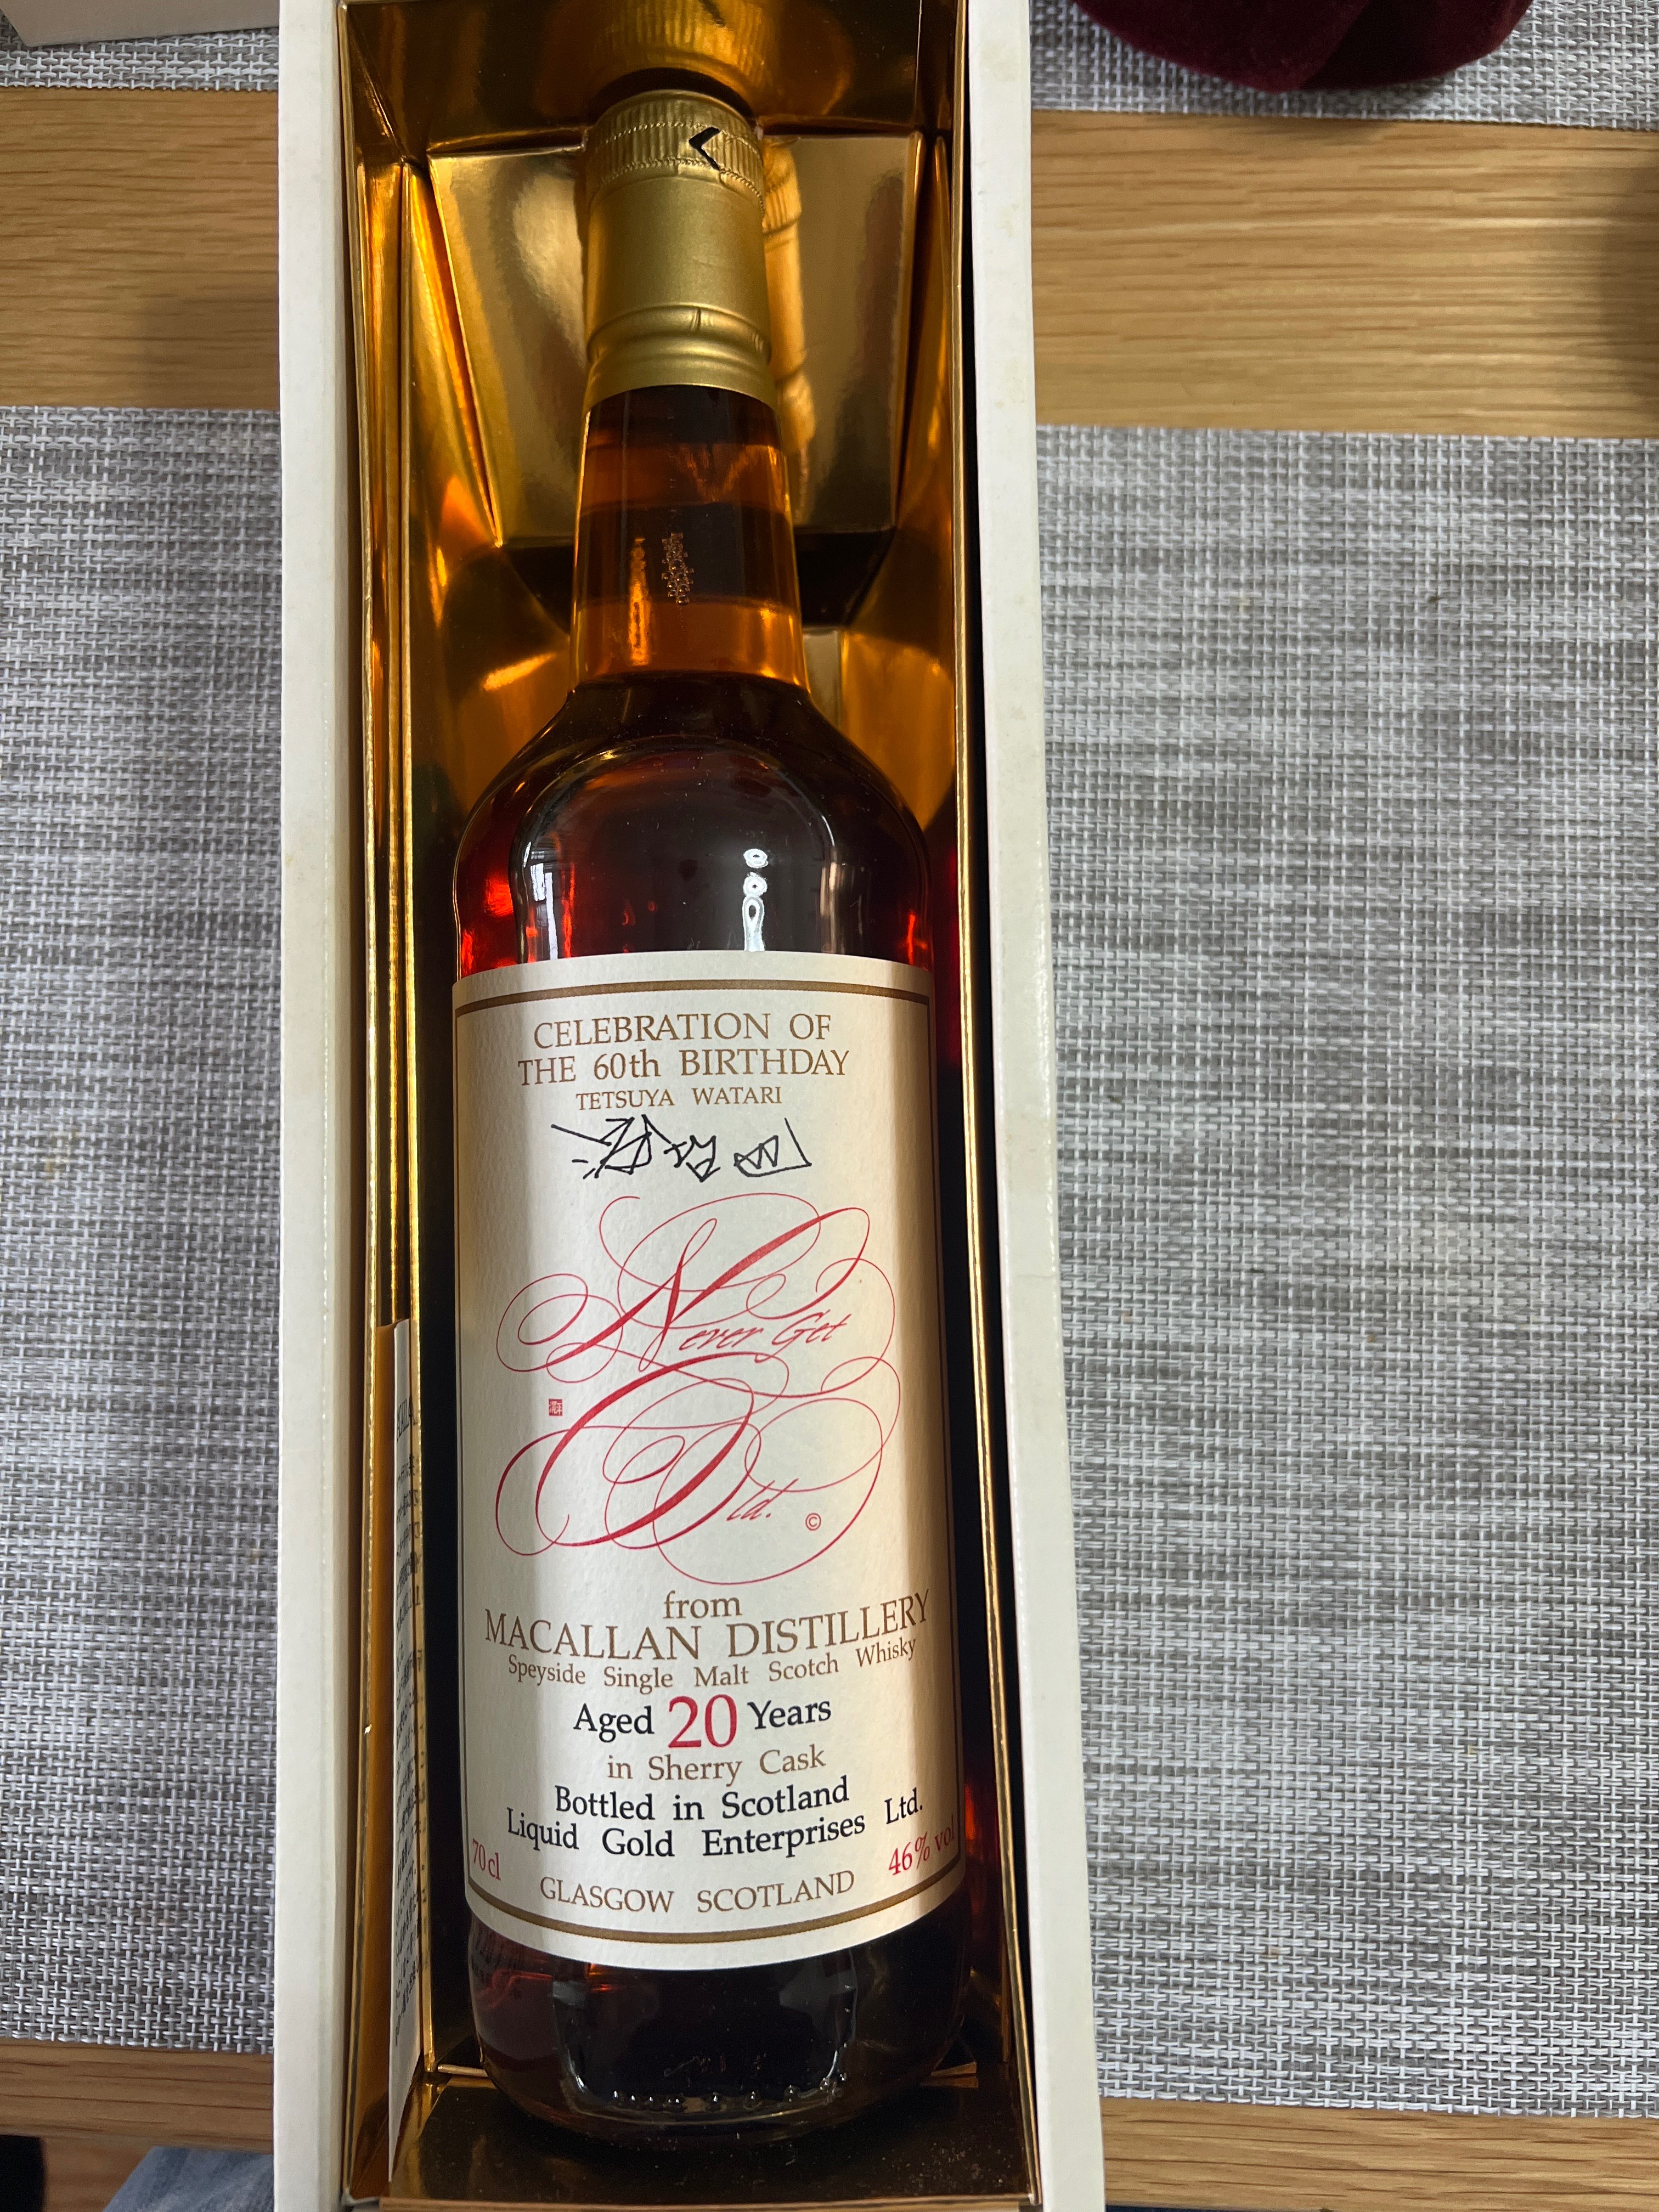 CELEBRATION OF
THE 60th BIRTHDAY
TETSUYA WATARI
Never Get
Old. ©
from
MACALLAN DISTILLERY
Speyside Single Malt Scotch Whisky
Aged 20 Years
in Sherry Cask
Bottled in Scotland
Liquid Gold Enterprises Ltd.
70cl 46% vol
GLASGOW SCOTLAND